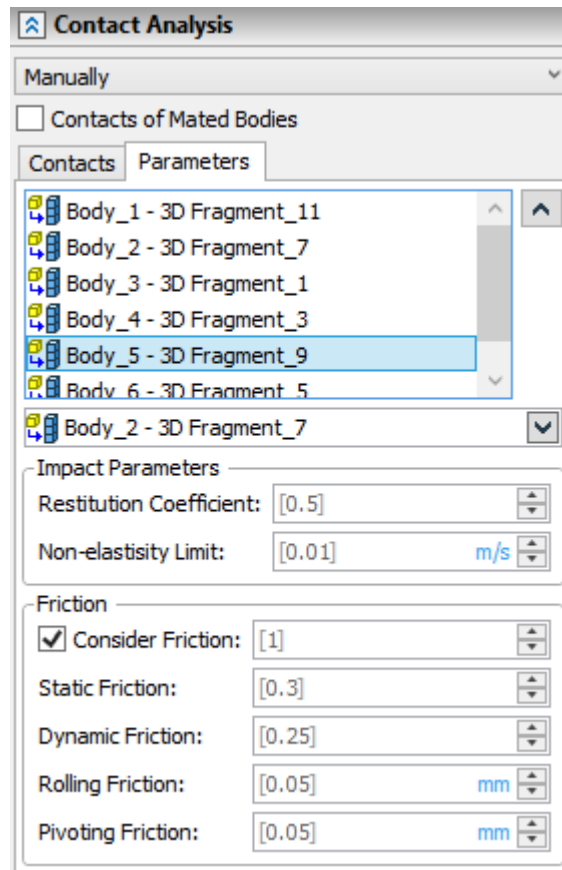 Contact Analysis
Manually
Contacts of Mated Bodies
Contacts Parameters
Body_1 - 3D Fragment_11
Body_2 - 3D Fragment_7
Body_3 - 3D Fragment_1
Body_4 - 3D Fragment_3
Body_5 - 3D Fragment_9
Body_6 - 3D Fragment_5
Body_2 - 3D Fragment_7
Impact Parameters
Restitution Coefficient: [0.5]
Non-elastisity Limit: [0.01] m/s
Friction
Consider Friction: [1]
Static Friction: [0.3]
Dynamic Friction: [0.25]
Rolling Friction: [0.05] mm
Pivoting Friction: [0.05] mm